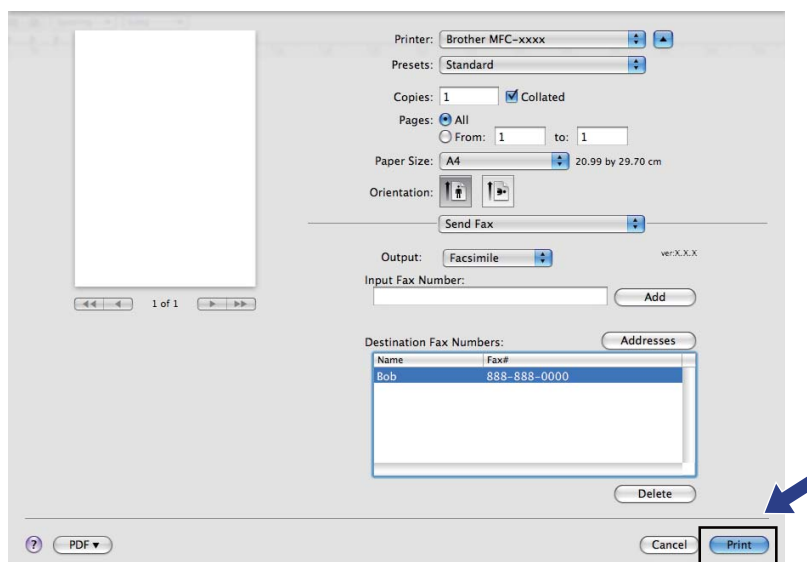 Printer: Brother MFC-xxxx
Presets: Standard
Copies: 1 Collated
Pages: All
From: 1 to: 1
Paper Size: A4 20.99 by 29.70 cm
Orientation:
Send Fax
Output: Facsimile ver:X.X.X
Input Fax Number:
Add
1 of 1
Destination Fax Numbers: Addresses
Name Fax#
Bob 888-888-0000
Delete
? PDF▼ Cancel Print